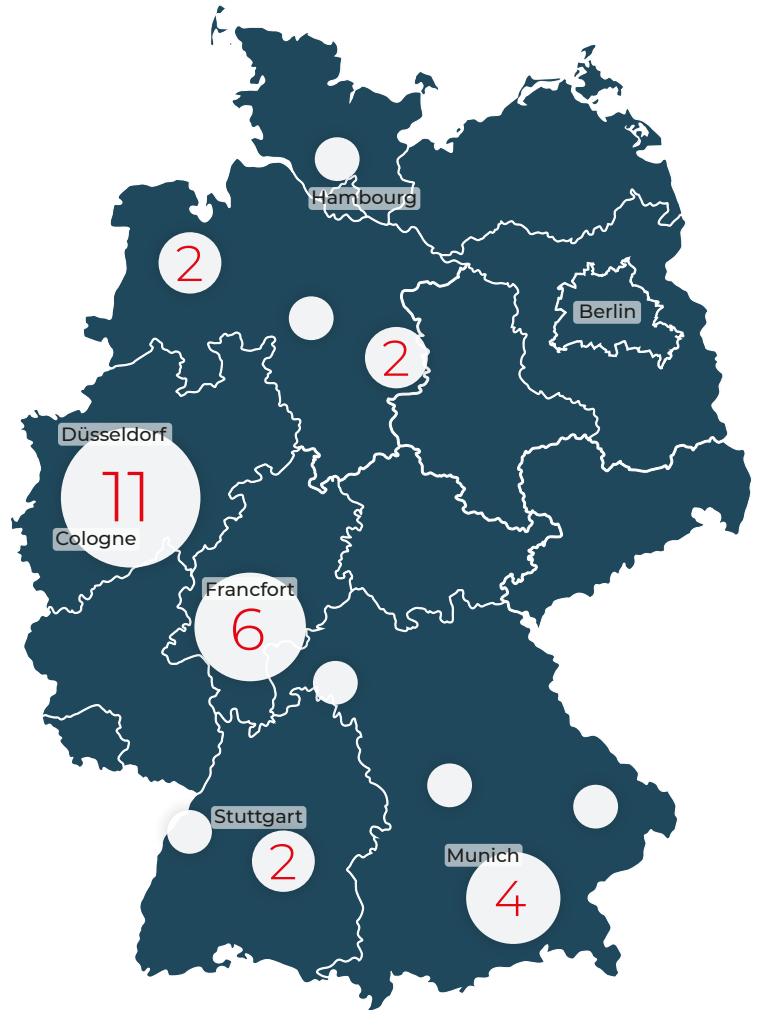 Hambourg
2
Berlin
2
Düsseldorf
11
Cologne
Francfort
6
Stuttgart
2
Munich
4